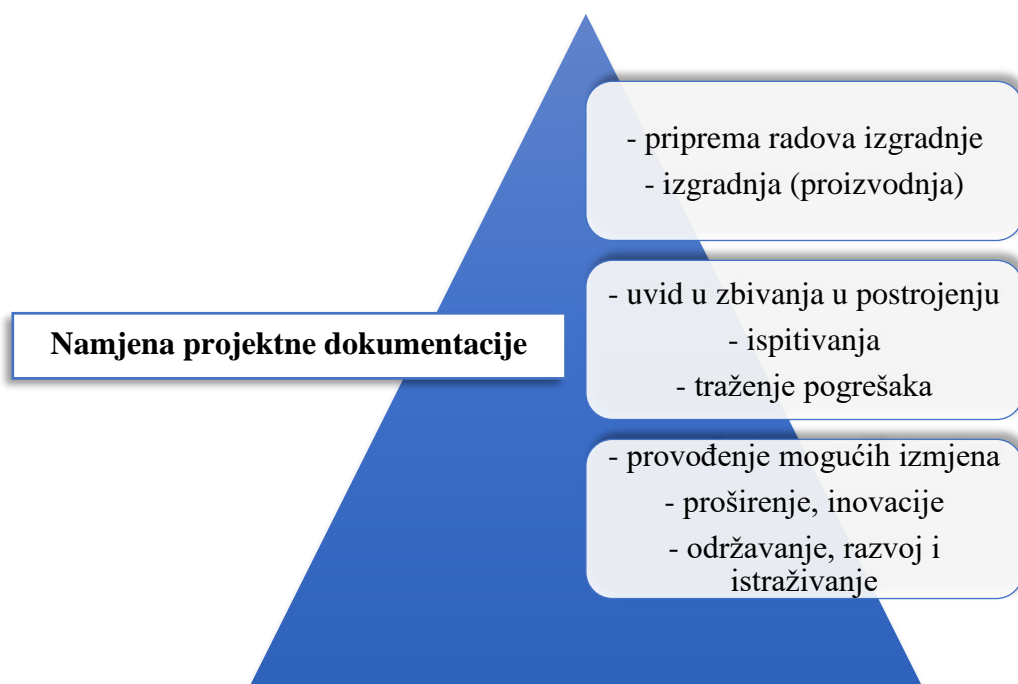 - priprema radova izgradnje
- izgradnja (proizvodnja)
- uvid u zbivanja u postrojenju
Namjena projektne dokumentacije
- ispitivanja
- traženje pogrešaka
- provođenje mogućih izmjena
- proširenje, inovacije
- održavanje, razvoj i
istraživanje